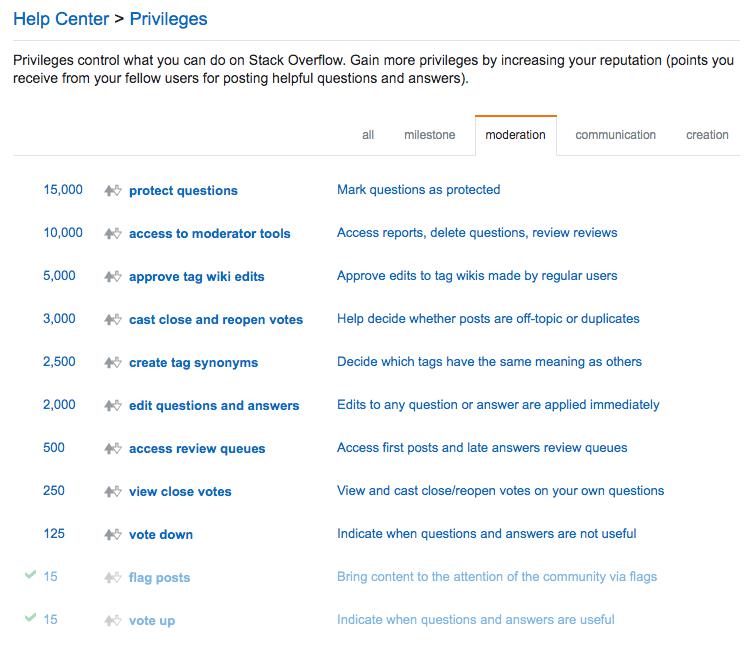 Help Center > Privileges
Privileges control what you can do on Stack Overflow. Gain more privileges by increasing your reputation (points you
receive from your fellow users for posting helpful questions and answers).
all milestone moderation communication creation
15,000 protect questions Mark questions as protected
10,000 access to moderator tools Access reports, delete questions, review reviews
5,000 approve tag wiki edits Approve edits to tag wikis made by regular users
3,000 cast close and reopen votes Help decide whether posts are off-topic or duplicates
2,500 create tag synonyms Decide which tags have the same meaning as others
2,000 edit questions and answers Edits to any question or answer are applied immediately
500 access review queues Access first posts and late answers review queues
250 view close votes View and cast close/reopen votes on your own questions
125 vote down Indicate when questions and answers are not useful
15 flag posts Bring content to the attention of the community via flags
15 vote up Indicate when questions and answers are useful